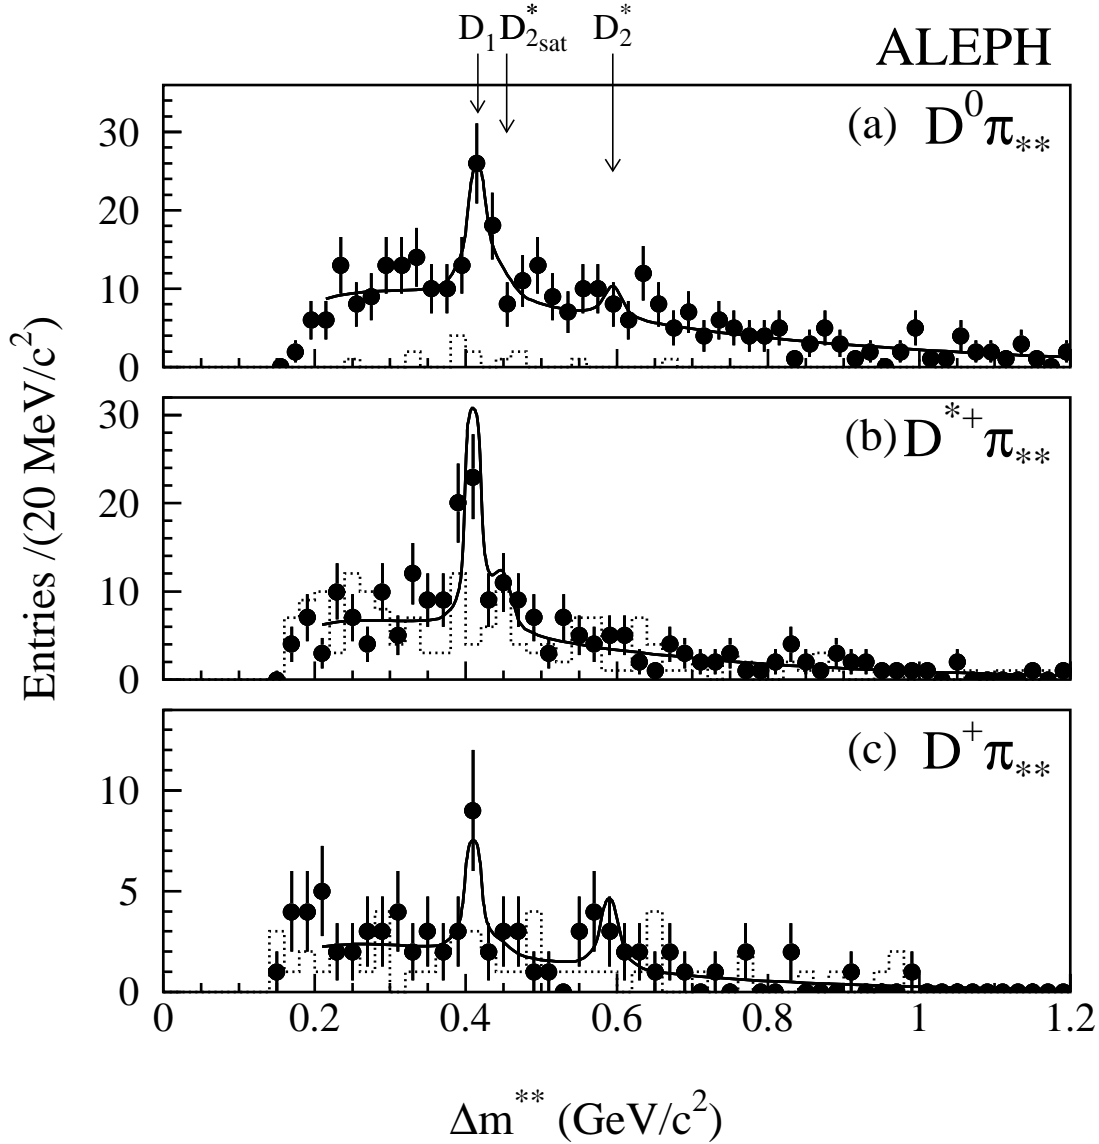 D₁ D*₂sat D*₂
ALEPH
(a) D⁰π**
30
20
10
0
(b) D*⁺π**
30
20
10
0
(c) D⁺π**
10
5
0
0 0.2 0.4 0.6 0.8 1 1.2
Entries /(20 MeV/c²)
Δm** (GeV/c²)